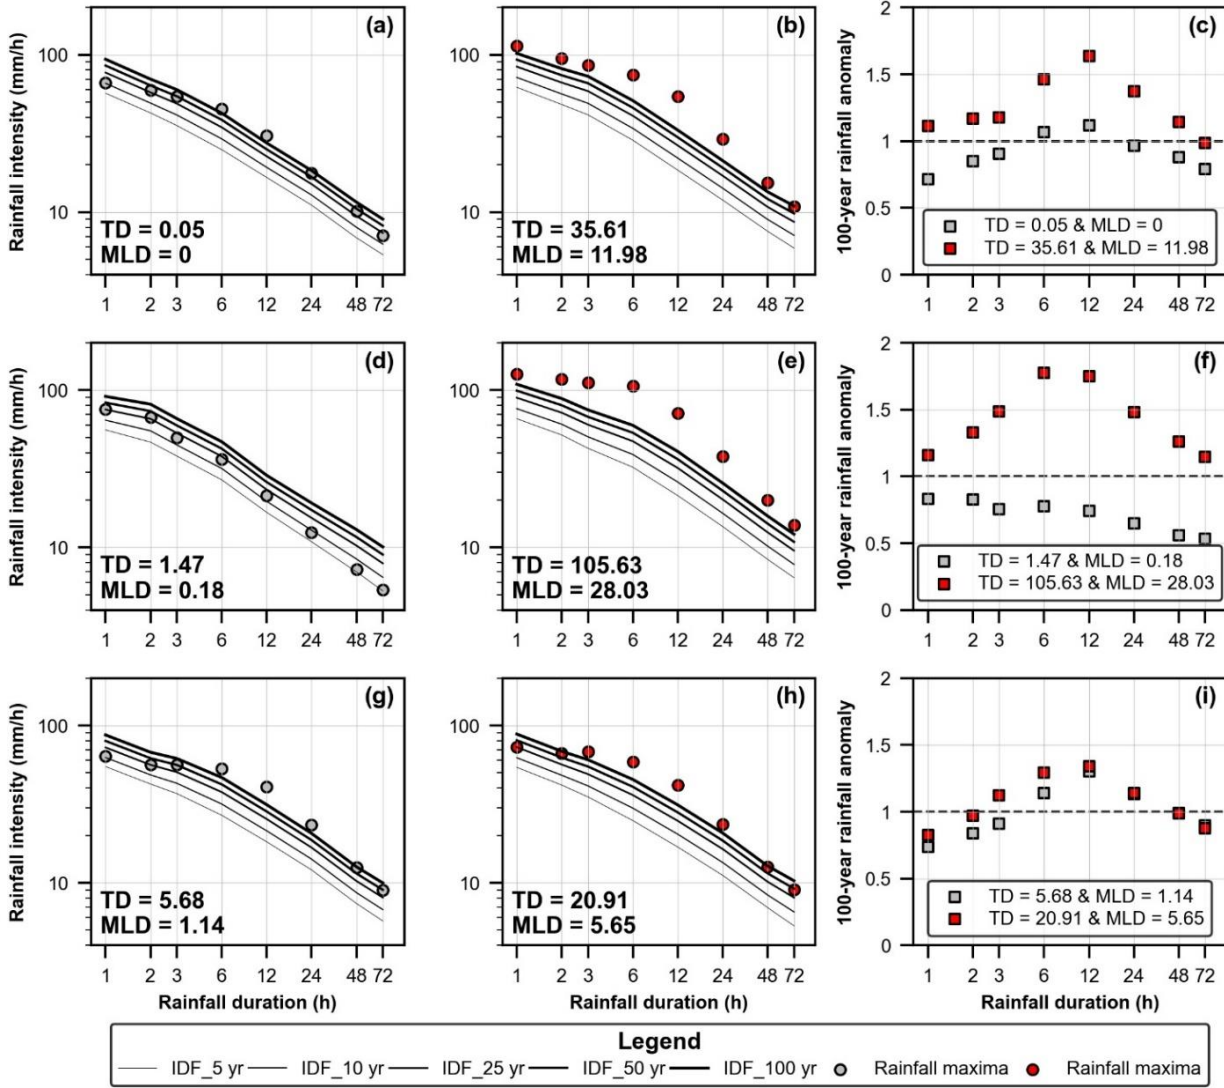 (a)
Rainfall intensity (mm/h)
100
10
TD = 0.05
MLD = 0
1 2 3 6 12 24 48 72
(b)
100
10
TD = 35.61
MLD = 11.98
1 2 3 6 12 24 48 72
(c)
100-year rainfall anomaly
2
1.5
1
0.5
0
TD = 0.05 & MLD = 0
TD = 35.61 & MLD = 11.98
1 2 3 6 12 24 48 72
(d)
Rainfall intensity (mm/h)
100
10
TD = 1.47
MLD = 0.18
1 2 3 6 12 24 48 72
(e)
100
10
TD = 105.63
MLD = 28.03
1 2 3 6 12 24 48 72
(f)
100-year rainfall anomaly
2
1.5
1
0.5
0
TD = 1.47 & MLD = 0.18
TD = 105.63 & MLD = 28.03
1 2 3 6 12 24 48 72
(g)
Rainfall intensity (mm/h)
100
10
TD = 5.68
MLD = 1.14
1 2 3 6 12 24 48 72
Rainfall duration (h)
(h)
100
10
TD = 20.91
MLD = 5.65
1 2 3 6 12 24 48 72
Rainfall duration (h)
(i)
100-year rainfall anomaly
2
1.5
1
0.5
0
TD = 5.68 & MLD = 1.14
TD = 20.91 & MLD = 5.65
1 2 3 6 12 24 48 72
Rainfall duration (h)
Legend
IDF_5 yr IDF_10 yr IDF_25 yr IDF_50 yr IDF_100 yr Rainfall maxima Rainfall maxima